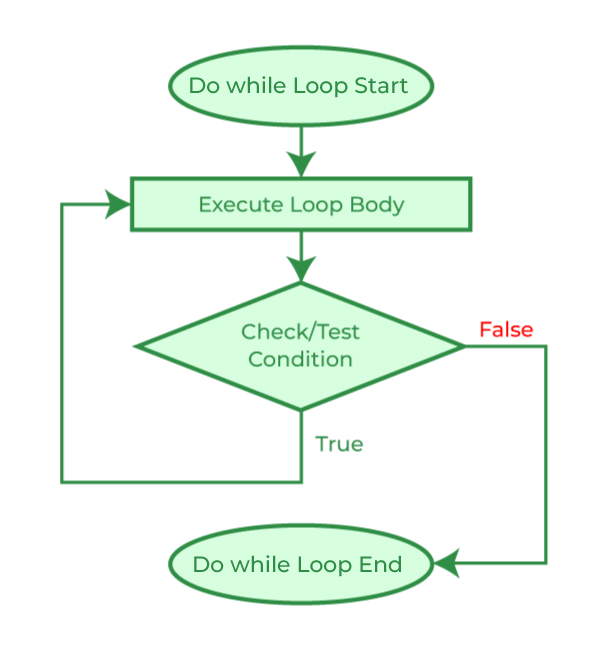 Do while Loop Start
Execute Loop Body
Check/Test
Condition
False
True
Do while Loop End